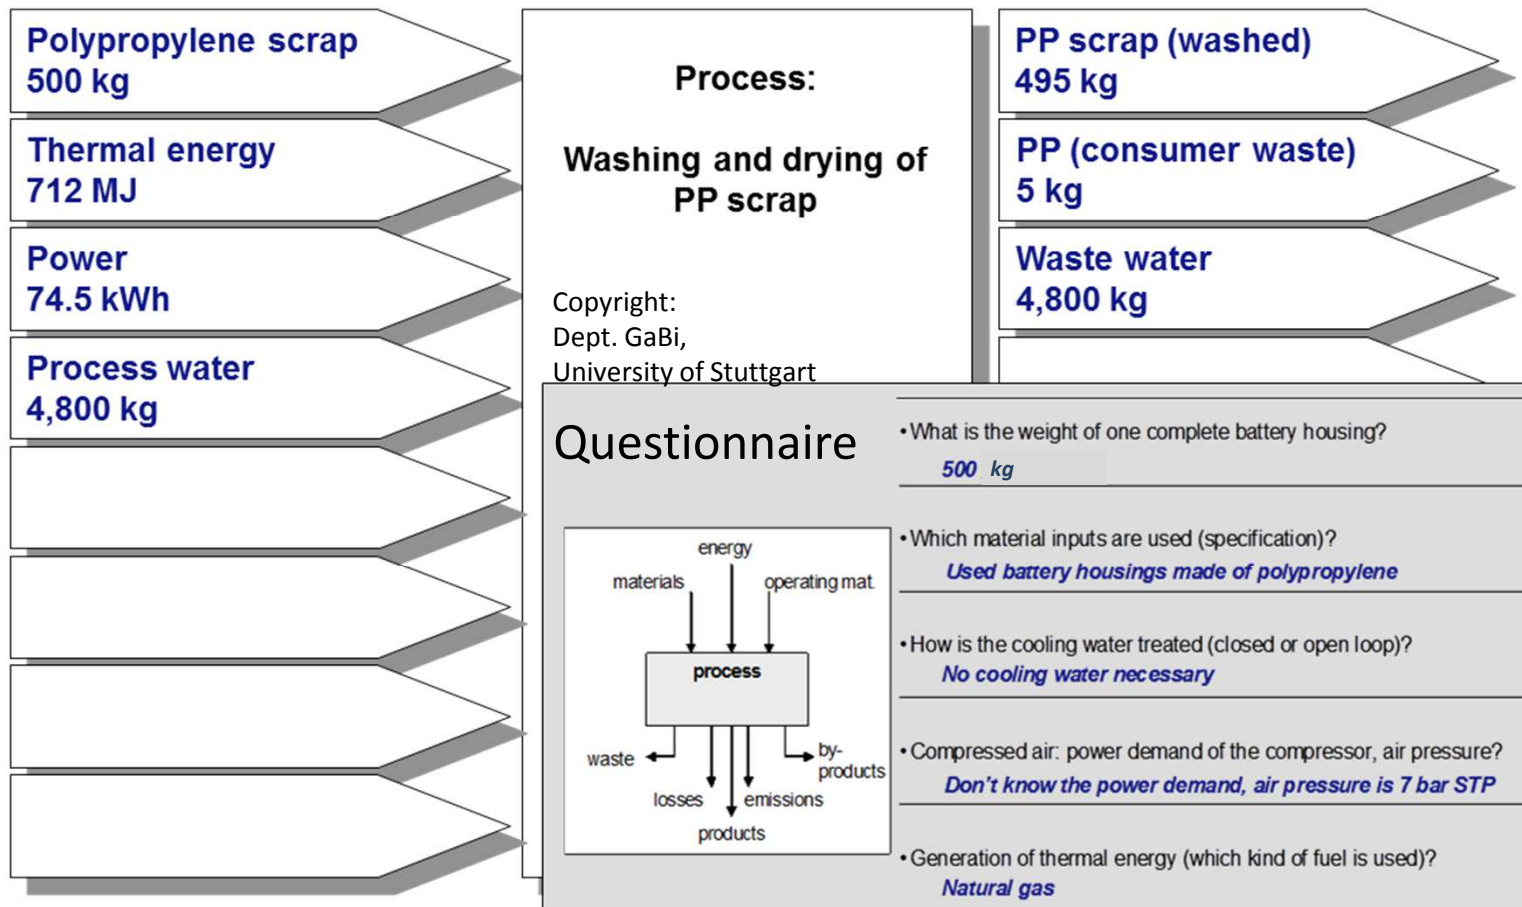 Polypropylene scrap
500 kg
Thermal energy
712 MJ
Power
74.5 kWh
Process water
4,800 kg
Process:
Washing and drying of
PP scrap
Copyright:
Dept. GaBi,
University of Stuttgart
PP scrap (washed)
495 kg
PP (consumer waste)
5 kg
Waste water
4,800 kg
Questionnaire
energy
materials
operating mat.
process
waste
by-
products
losses
emissions
products
• What is the weight of one complete battery housing?
500 kg
• Which material inputs are used (specification)?
Used battery housings made of polypropylene
• How is the cooling water treated (closed or open loop)?
No cooling water necessary
• Compressed air: power demand of the compressor, air pressure?
Don't know the power demand, air pressure is 7 bar STP
• Generation of thermal energy (which kind of fuel is used)?
Natural gas